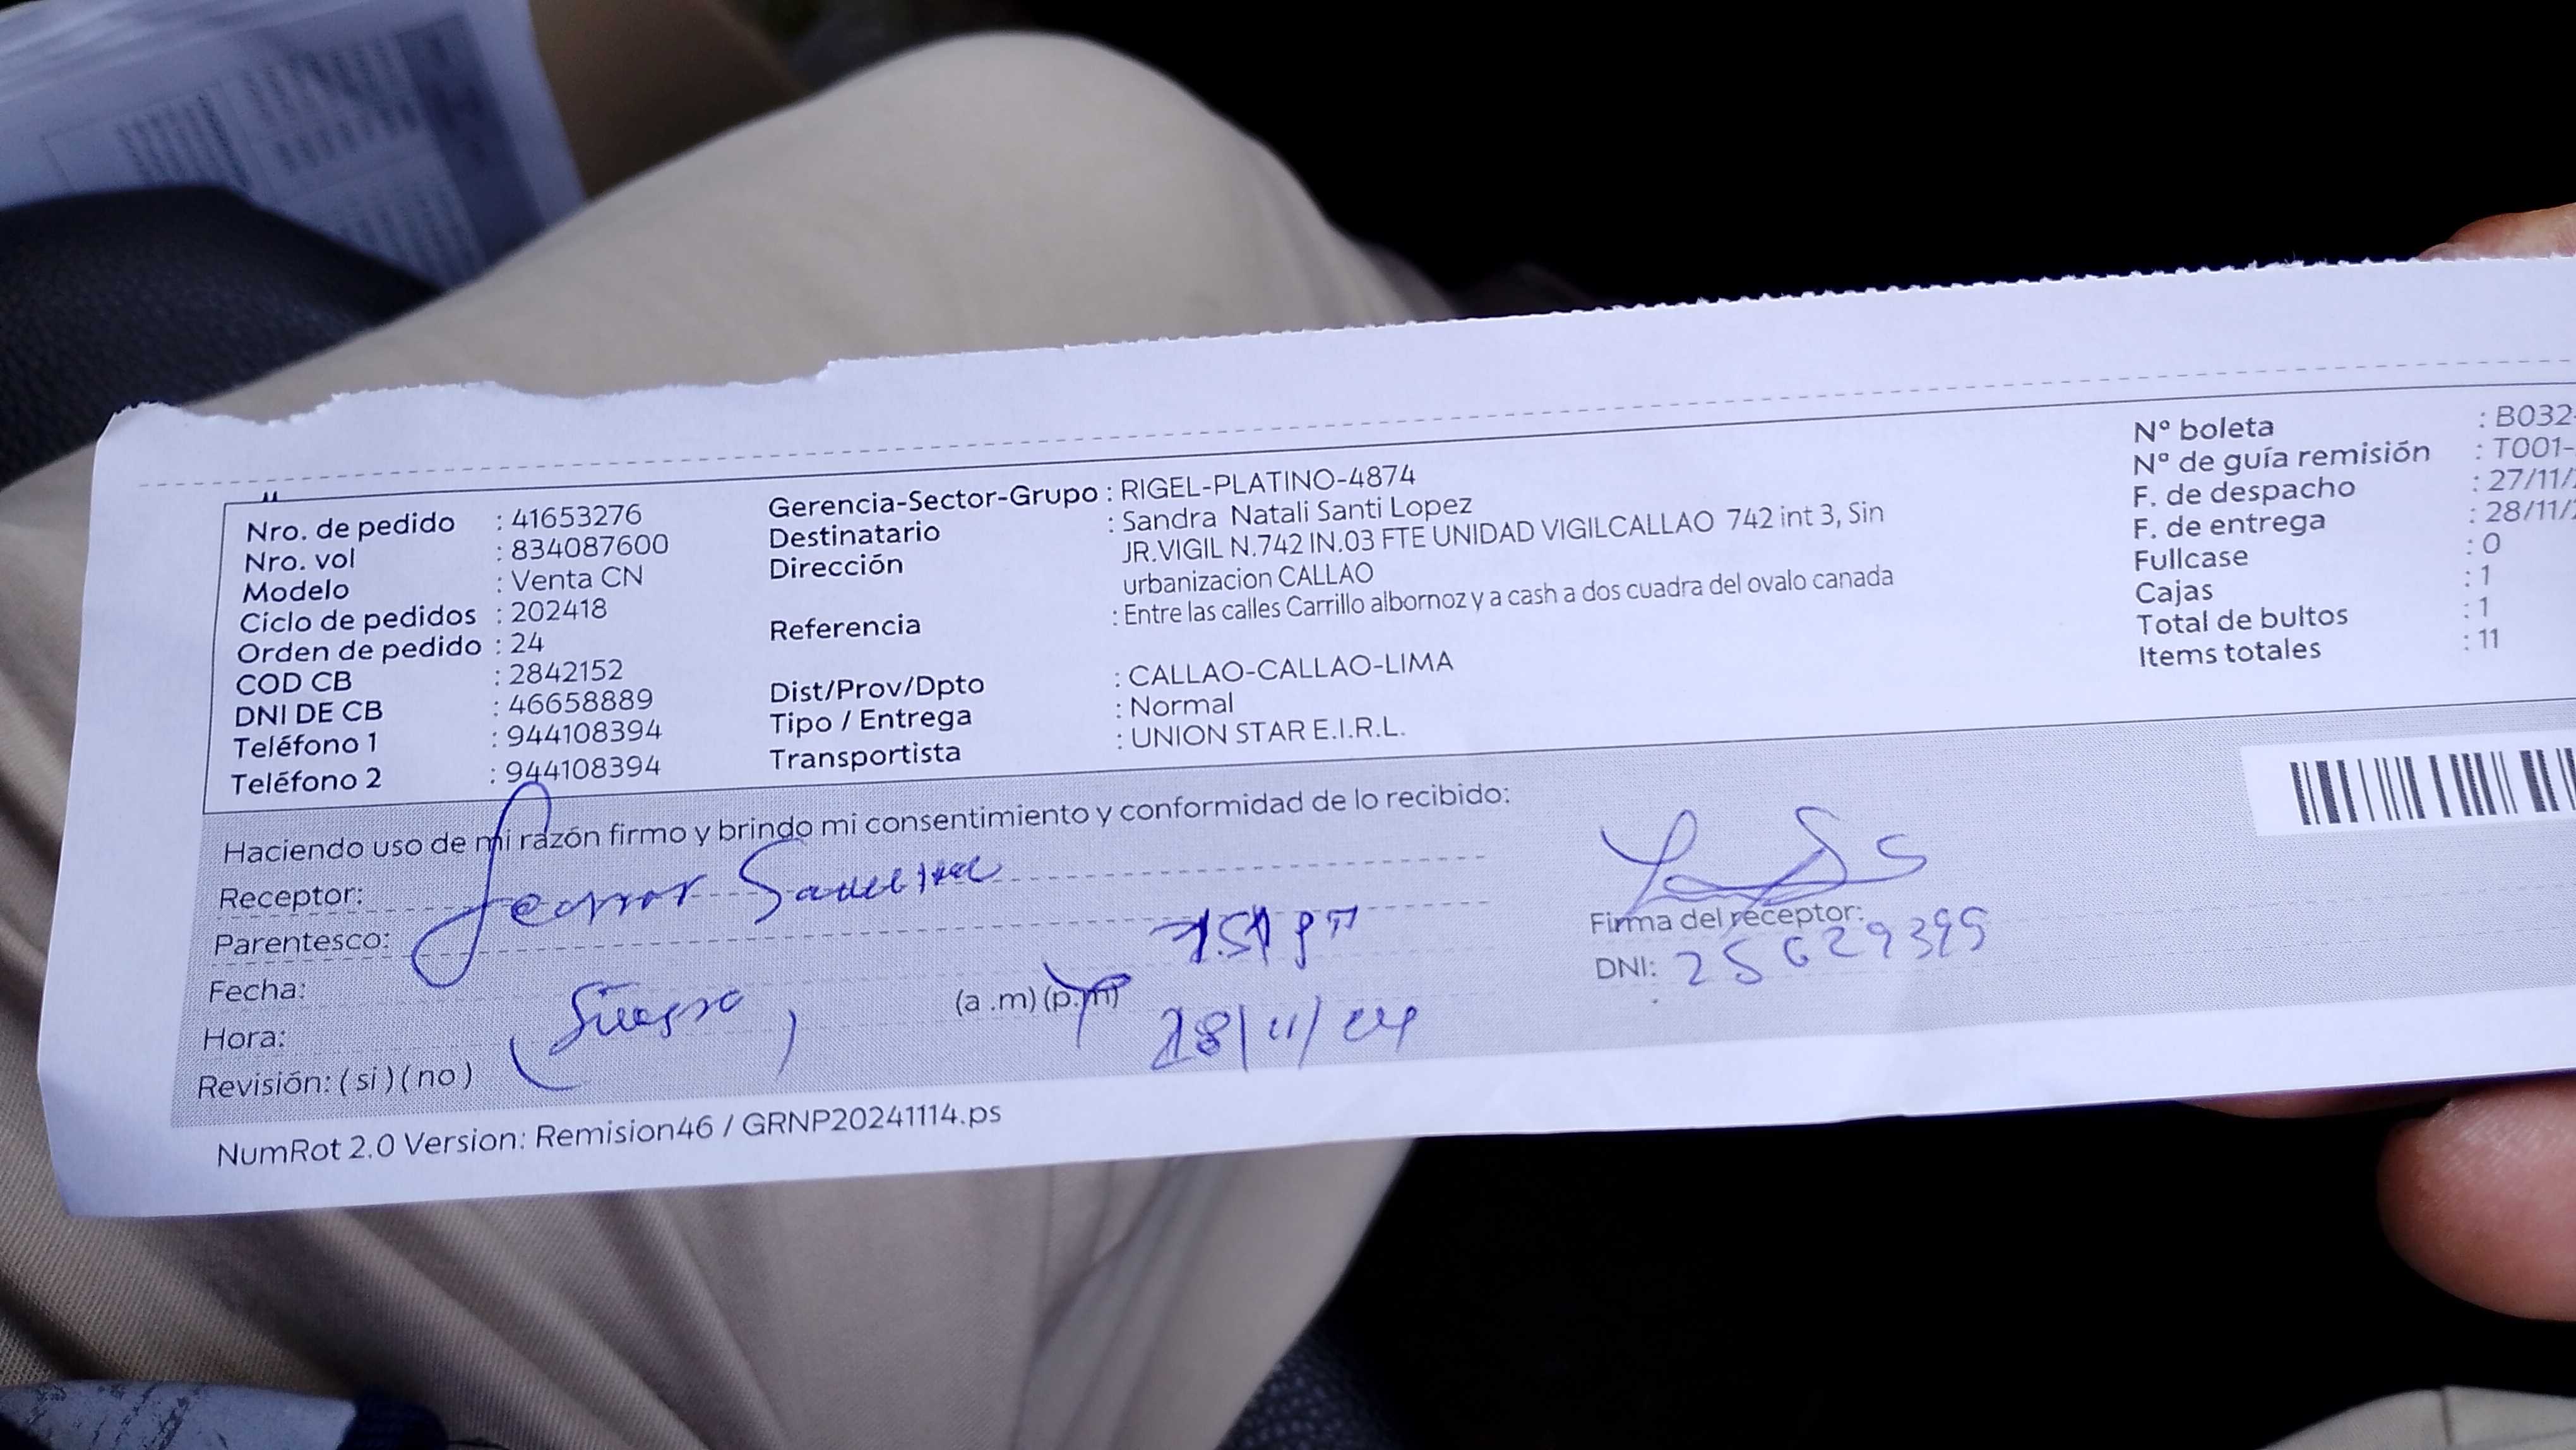 Nro. de pedido : 41653276
Nro. vol : 834087600
Modelo : Venta CN
Ciclo de pedidos : 202418
Orden de pedido : 24
COD CB : 2842152
DNI DE CB : 46658889
Teléfono 1 : 944108394
Teléfono 2 : 944108394
Gerencia-Sector-Grupo : RIGEL-PLATINO-4874
Destinatario : Sandra Natali Santi Lopez
Dirección JR.VIGIL N.742 IN.03 FTE UNIDAD VIGILCALLAO 742 int 3, Sin
urbanizacion CALLAO
Referencia : Entre las calles Carrillo albornoz y a cash a dos cuadra del ovalo canada
Dist/Prov/Dpto : CALLAO-CALLAO-LIMA
Tipo / Entrega : Normal
Transportista : UNION STAR E.I.R.L.
Nº boleta : B032-
Nº de guía remisión : T001-
F. de despacho : 27/11/
F. de entrega : 28/11/
Fullcase : 0
Cajas : 1
Total de bultos : 1
Items totales : 11
Haciendo uso de mi razón firmo y brindo mi consentimiento y conformidad de lo recibido:
Receptor:
Parentesco:
Fecha:
Hora: (Suegro) (a .m) (p.m) 28/11/24
Revisión: ( si ) ( no )
Firma del receptor:
DNI: 25629399
NumRot 2.0 Version: Remision46 / GRNP20241114.ps